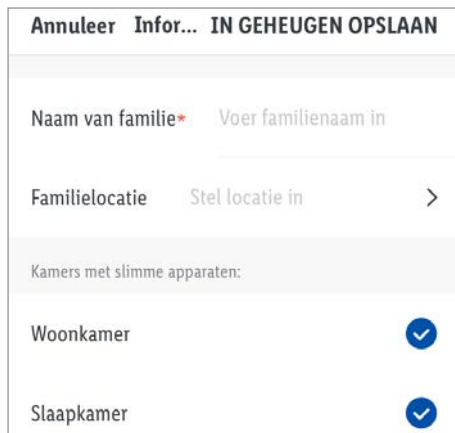 Annuleer Infor... IN GEHEUGEN OPSLAAN
Naam van familie* Voer familienaam in
Familielocatie Stel locatie in
Kamers met slimme apparaten:
Woonkamer
Slaapkamer